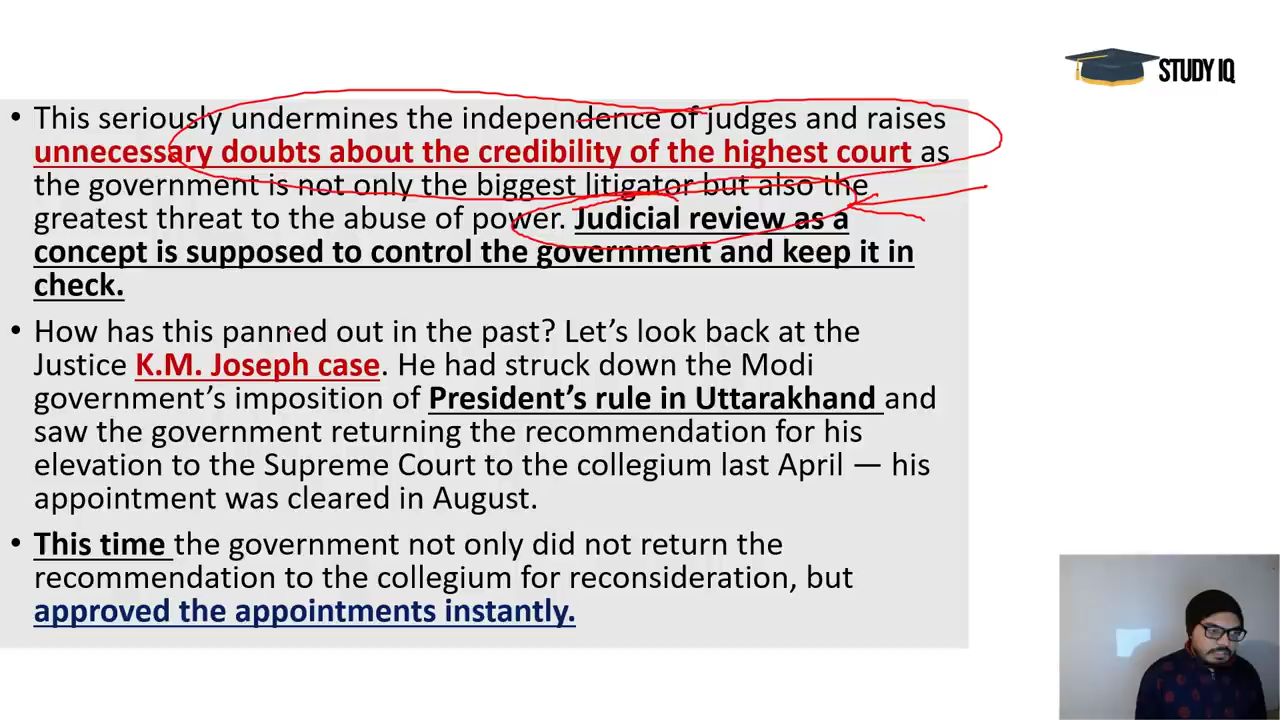 STUDY IQ
• This seriously undermines the independence of judges and raises
unnecessary doubts about the credibility of the highest court as
the government is not only the biggest litigator but also the
greatest threat to the abuse of power. Judicial review as a
concept is supposed to control the government and keep it in
check.
• How has this panned out in the past? Let’s look back at the
Justice K.M. Joseph case. He had struck down the Modi
government’s imposition of President’s rule in Uttarakhand and
saw the government returning the recommendation for his
elevation to the Supreme Court to the collegium last April — his
appointment was cleared in August.
• This time the government not only did not return the
recommendation to the collegium for reconsideration, but
approved the appointments instantly.